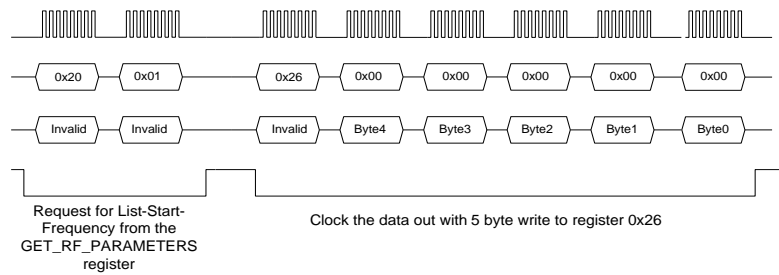 0x20 0x01 0x26 0x00 0x00 0x00 0x00 0x00
Invalid Invalid Invalid Byte4 Byte3 Byte2 Byte1 Byte0
Request for List-Start-
Frequency from the
GET_RF_PARAMETERS
register
Clock the data out with 5 byte write to register 0x26